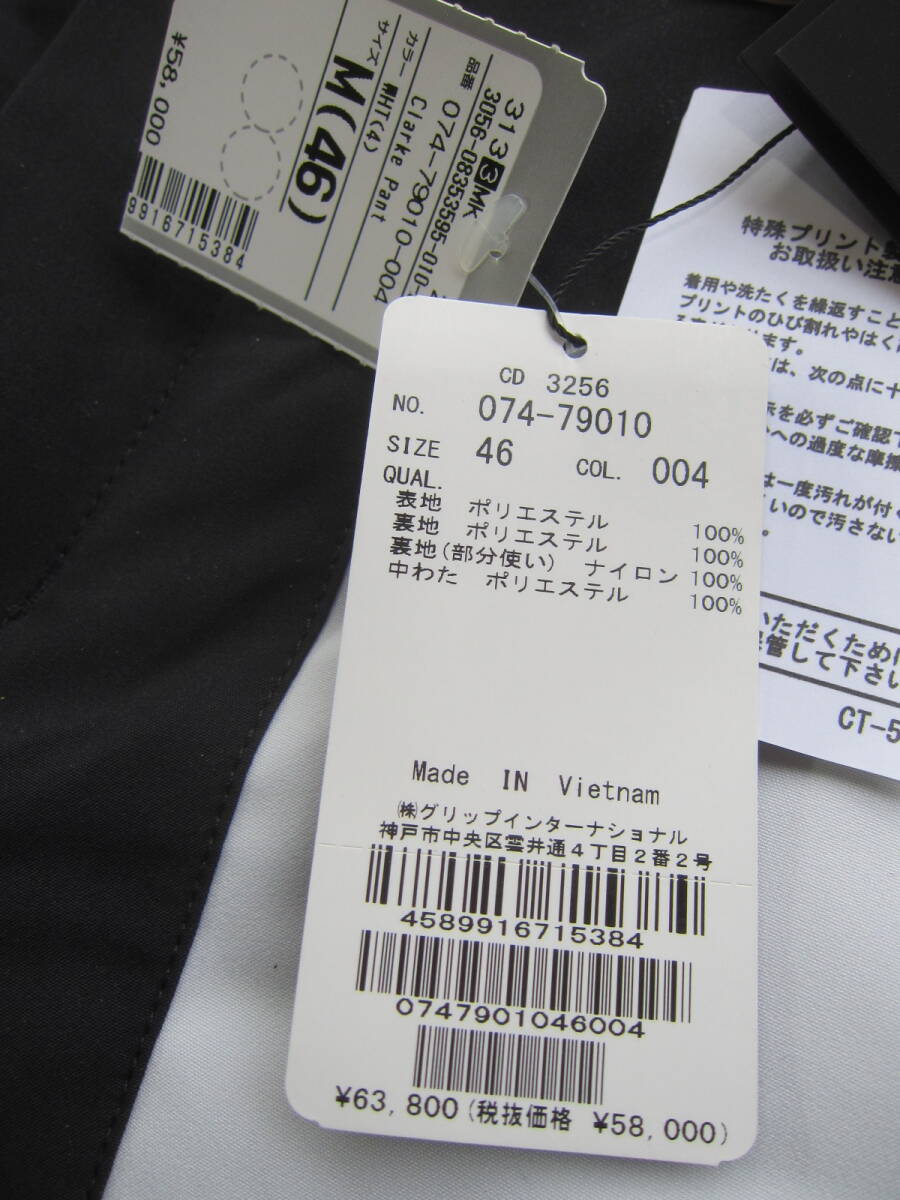 313 3 MK
3056-08353595-010-
品番 074-79010-004
Clarke Pant
カラー WHT(4)
サイズ M(46)
9916715384
¥58,000
CD 3256
NO. 074-79010
SIZE 46 COL. 004
QUAL.
表地 ポリエステル 100%
裏地 ポリエステル 100%
裏地(部分使い) ナイロン 100%
中わた ポリエステル 100%
Made IN Vietnam
㈱グリップインターナショナル
神戸市中央区雲井通4丁目2番2号
4589916715384
0747901046004
¥63,800(税抜価格 ¥58,000)
特殊プリント
お取扱い注意
着用や洗たくを繰返すこと
プリントのひび割れやはく
ります。
は、次の点に十
示を必ずご確認
への過度な摩擦
は一度汚れが付く
いので汚さない
いただくため
管して下さい
CT-5